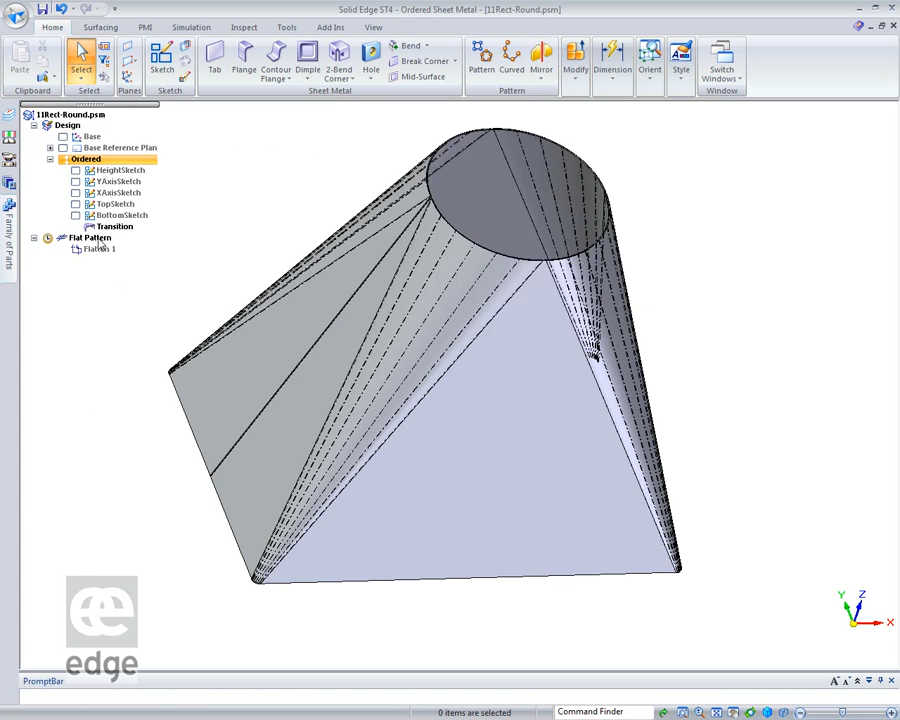 Solid Edge ST4 - Ordered Sheet Metal - [11Rect-Round.psm]
Home Surfacing PMI Simulation Inspect Tools Add Ins View
Paste
Select
Sketch
Tab
Flange
Contour Flange
Dimple
2-Bend Corner
Hole
Bend
Break Corner
Mid-Surface
Pattern
Curved
Mirror
Modify
Dimension
Orient
Style
Switch Windows
Clipboard Select Planes Sketch Sheet Metal Pattern Window
11Rect-Round.psm
Design
Base
Base Reference Plan
Ordered
HeightSketch
YAxisSketch
XAxisSketch
TopSketch
BottomSketch
Transition
Flat Pattern
Family of Parts
Y Z
X
edge
PromptBar
0 items are selected
Command Finder